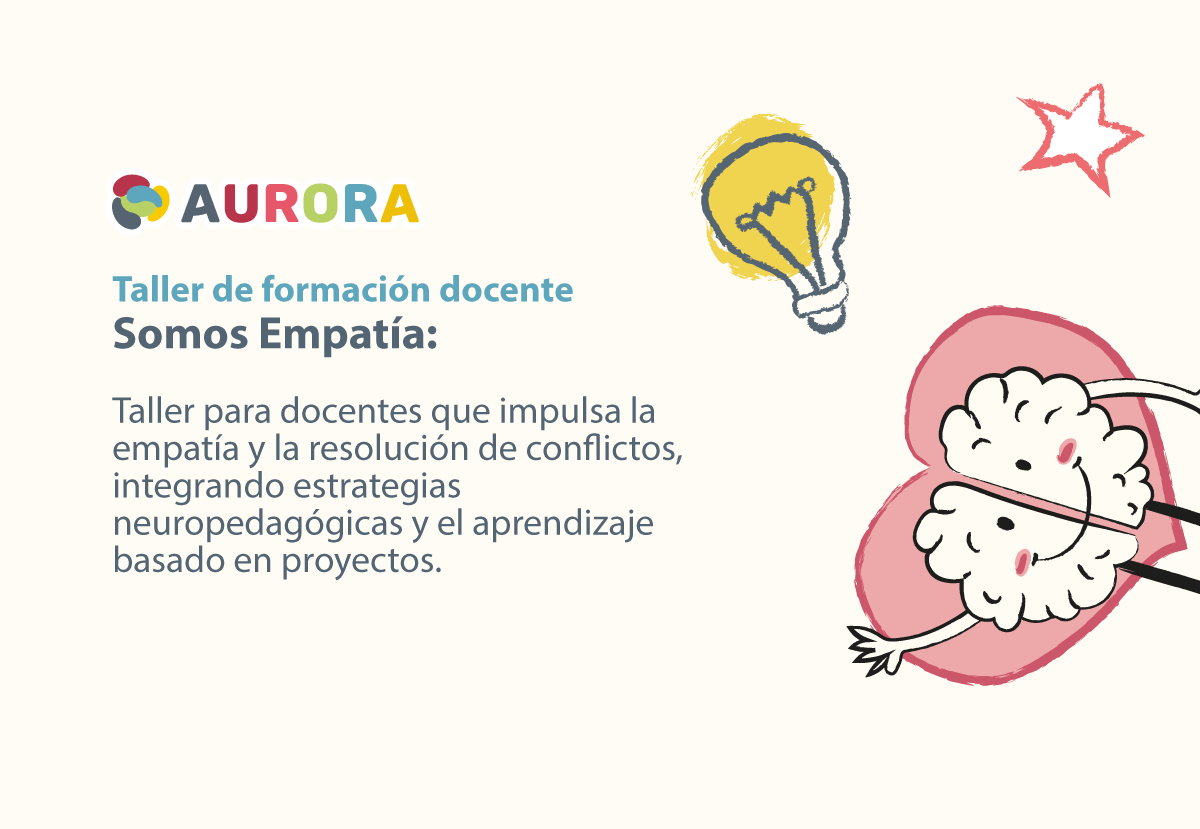 AURORA
Taller de formación docente
Somos Empatía:
Taller para docentes que impulsa la
empatía y la resolución de conflictos,
integrando estrategias
neuropedagógicas y el aprendizaje
basado en proyectos.